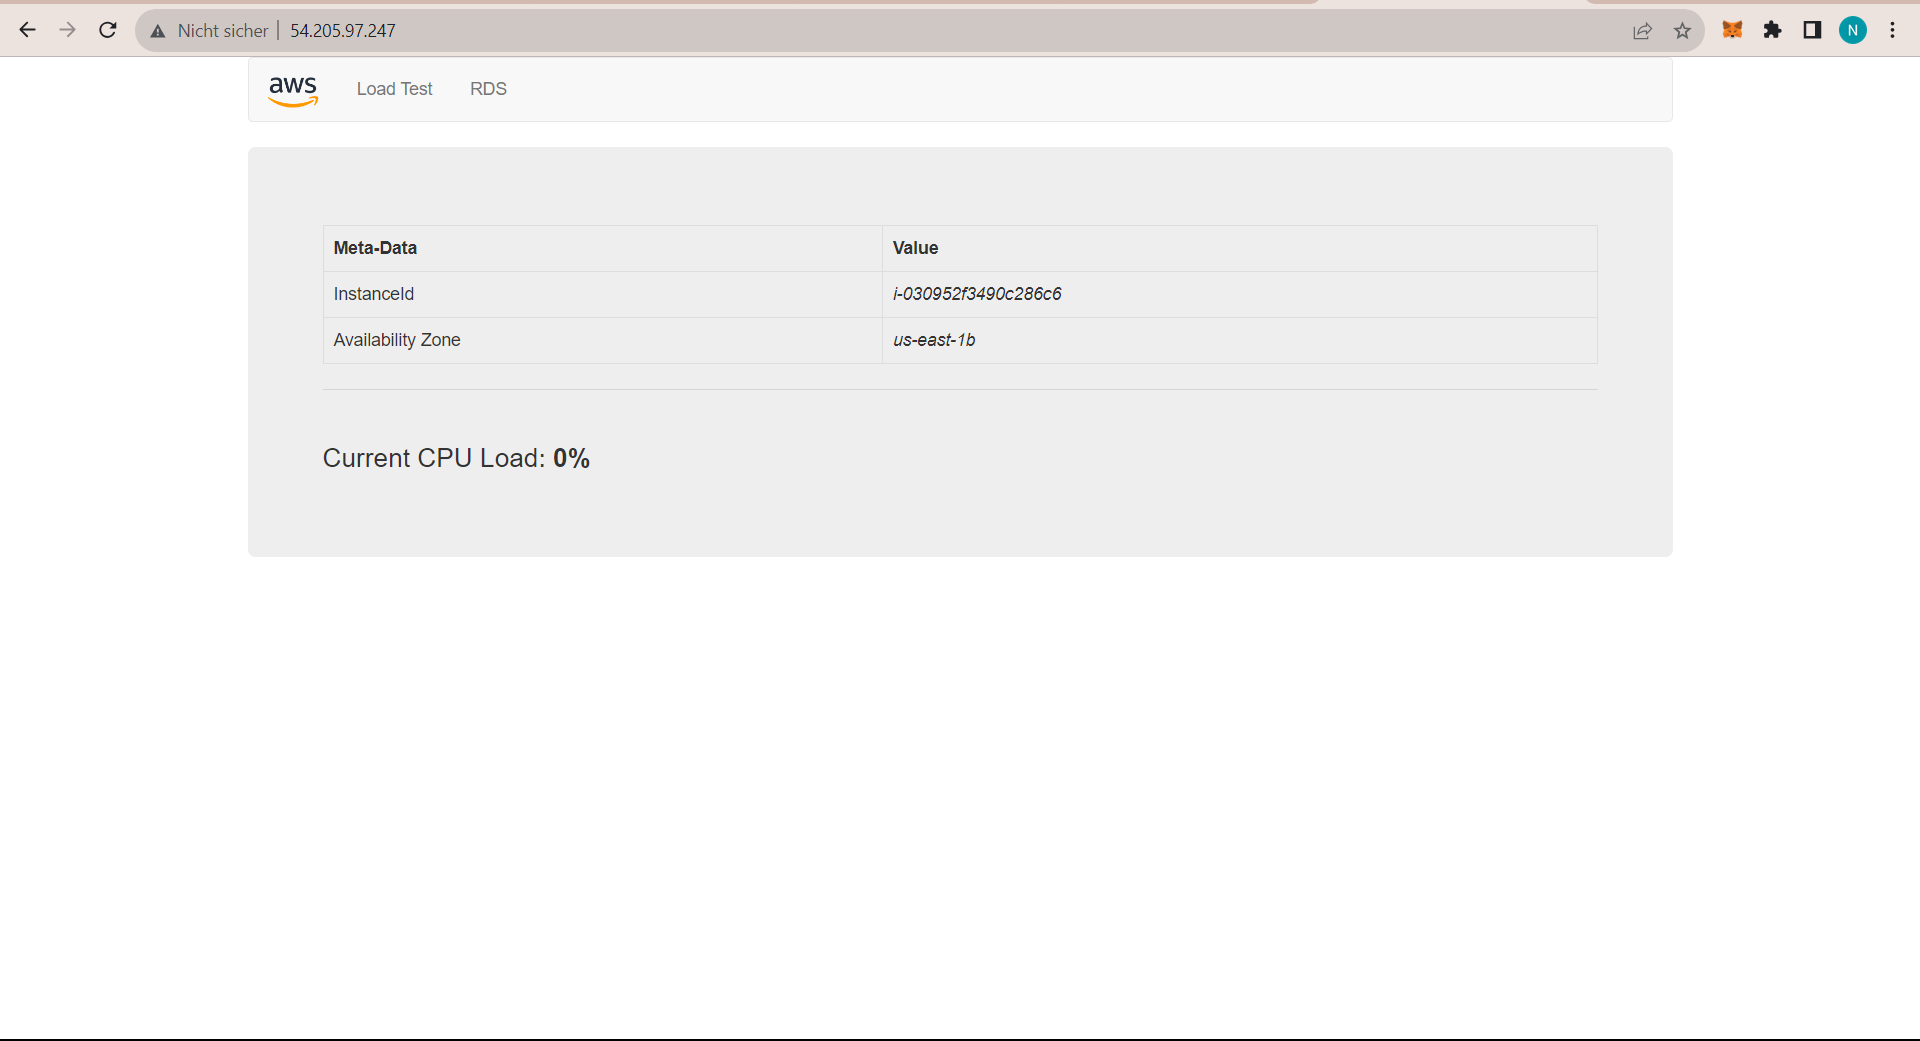 Nicht sicher | 54.205.97.247
N
aws Load Test RDS
Meta-Data Value
InstanceId i-030952f3490c286c6
Availability Zone us-east-1b
Current CPU Load: 0%